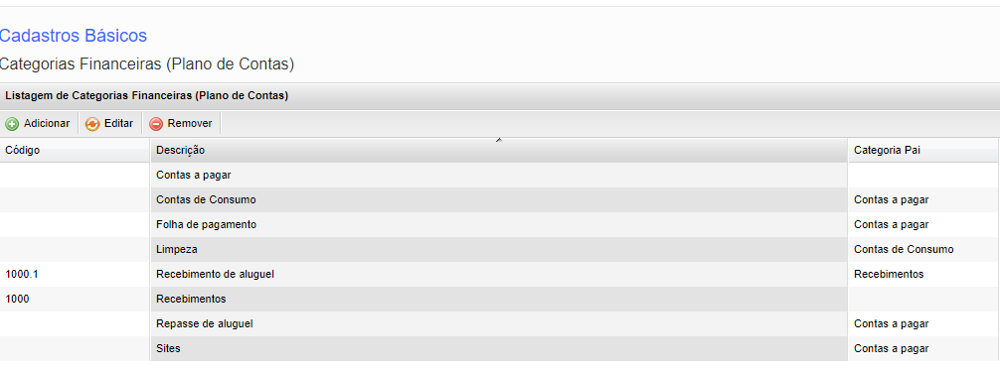 Cadastros Básicos
Categorias Financeiras (Plano de Contas)
Listagem de Categorias Financeiras (Plano de Contas)
Adicionar Editar Remover
Código Descrição Categoria Pai
Contas a pagar
Contas de Consumo Contas a pagar
Folha de pagamento Contas a pagar
Limpeza Contas de Consumo
1000.1 Recebimento de aluguel Recebimentos
1000 Recebimentos
Repasse de aluguel Contas a pagar
Sites Contas a pagar